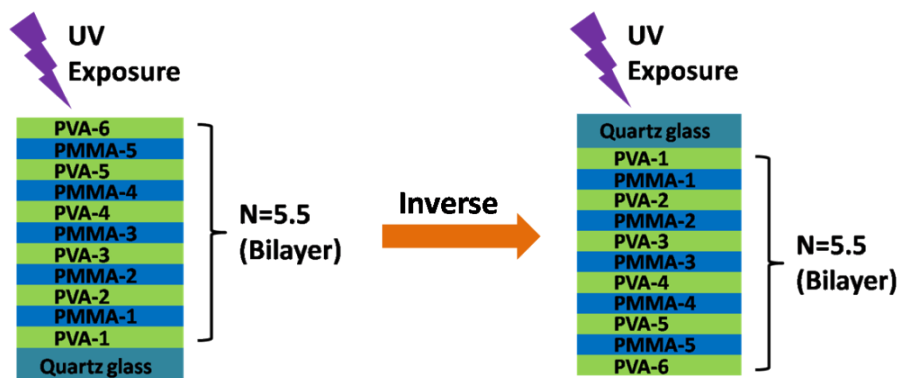 UV
Exposure
PVA-6
PMMA-5
PVA-5
PMMA-4
PVA-4
PMMA-3
PVA-3
PMMA-2
PVA-2
PMMA-1
PVA-1
Quartz glass
N=5.5
(Bilayer)
Inverse
UV
Exposure
Quartz glass
PVA-1
PMMA-1
PVA-2
PMMA-2
PVA-3
PMMA-3
PVA-4
PMMA-4
PVA-5
PMMA-5
PVA-6
N=5.5
(Bilayer)